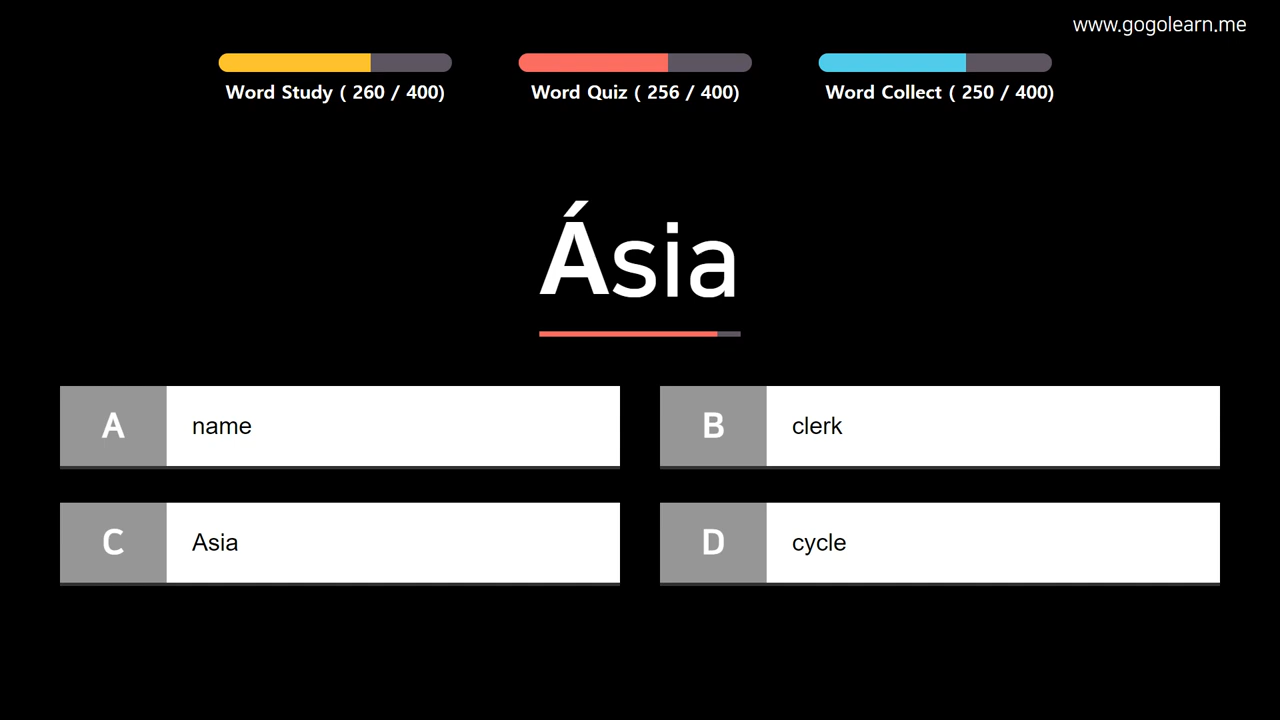 www.gogolearn.me
Word Study ( 260 / 400)
Word Quiz ( 256 / 400)
Word Collect ( 250 / 400)
Ásia
A name
B clerk
C Asia
D cycle